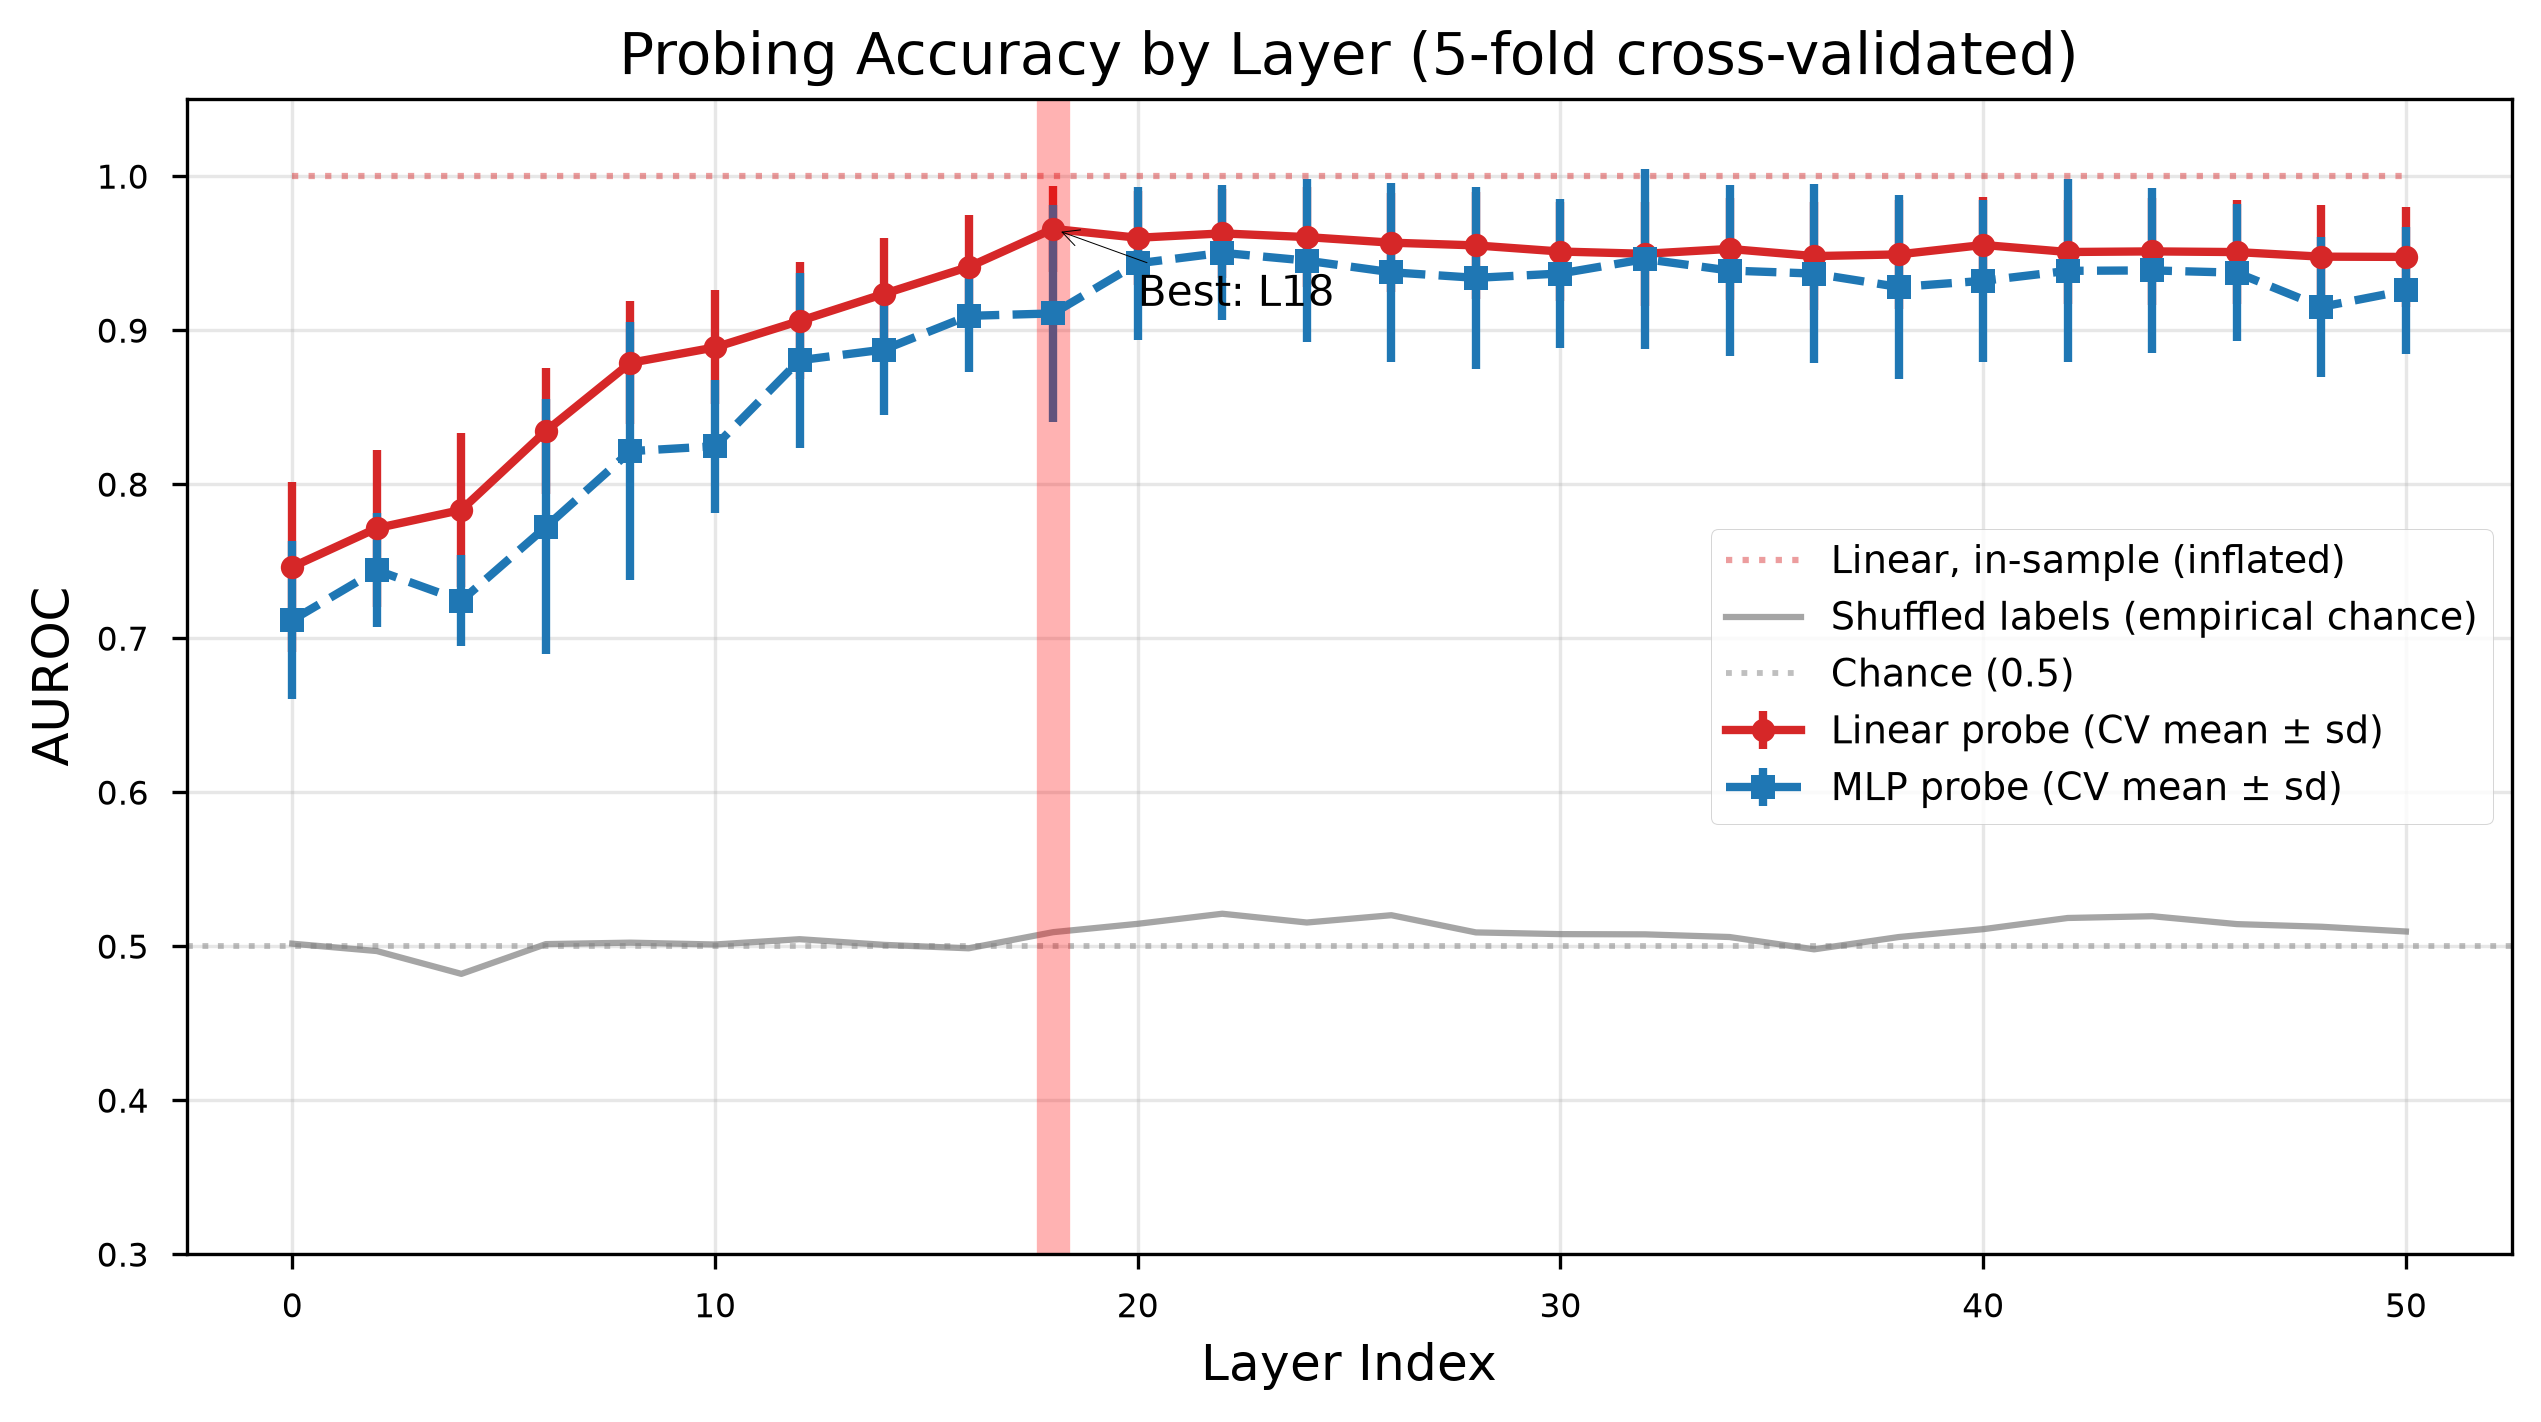 Probing Accuracy by Layer (5-fold cross-validated)
AUROC
1.0
0.9
0.8
0.7
0.6
0.5
0.4
0.3
Best: L18
Linear, in-sample (inflated)
Shuffled labels (empirical chance)
Chance (0.5)
Linear probe (CV mean ± sd)
MLP probe (CV mean ± sd)
0 10 20 30 40 50
Layer Index